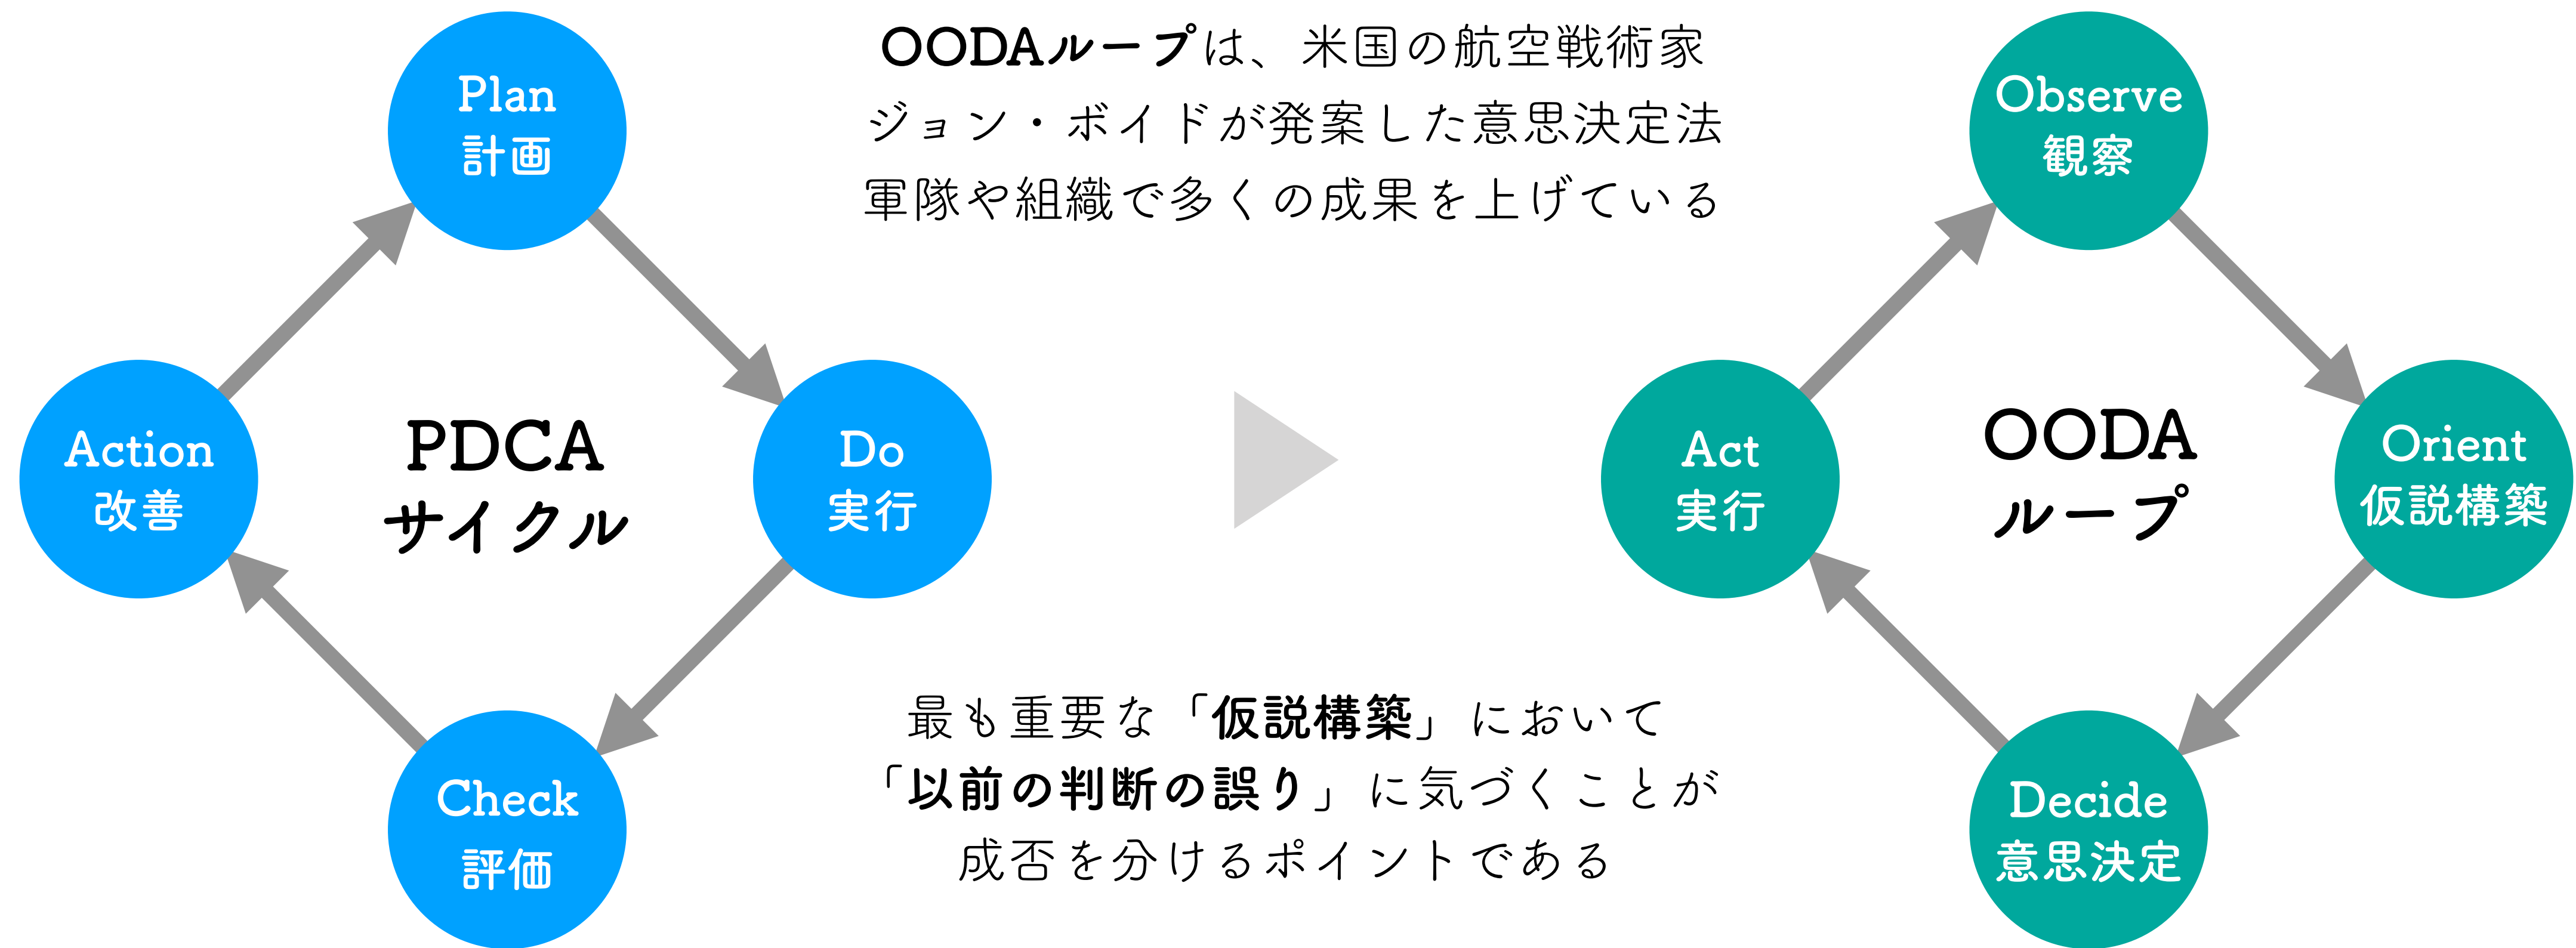 Plan
計画
Do
実行
Check
評価
Action
改善
PDCA
サイクル
OODAループは、米国の航空戦術家
ジョン・ボイドが発案した意思決定法
軍隊や組織で多くの成果を上げている
最も重要な「仮説構築」において
「以前の判断の誤り」に気づくことが
成否を分けるポイントである
Observe
観察
Orient
仮説構築
Decide
意思決定
Act
実行
OODA
ループ